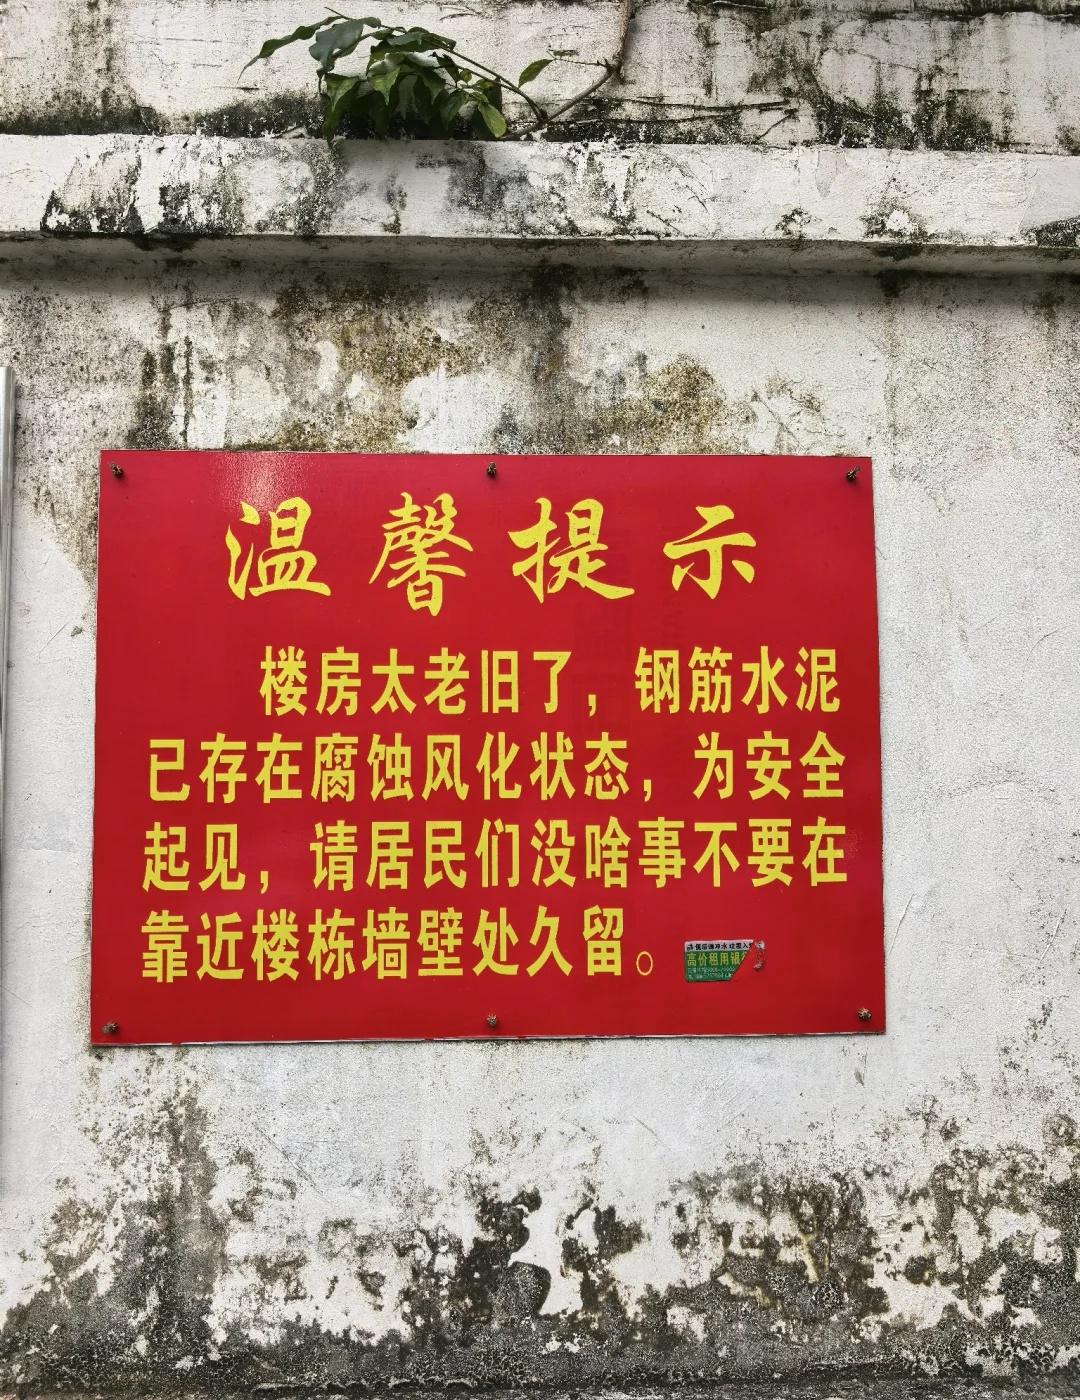 温馨提示
楼房太老旧了，钢筋水泥
已存在腐蚀风化状态，为安全
起见，请居民们没啥事不要在
靠近楼栋墙壁处久留。
高价租用银